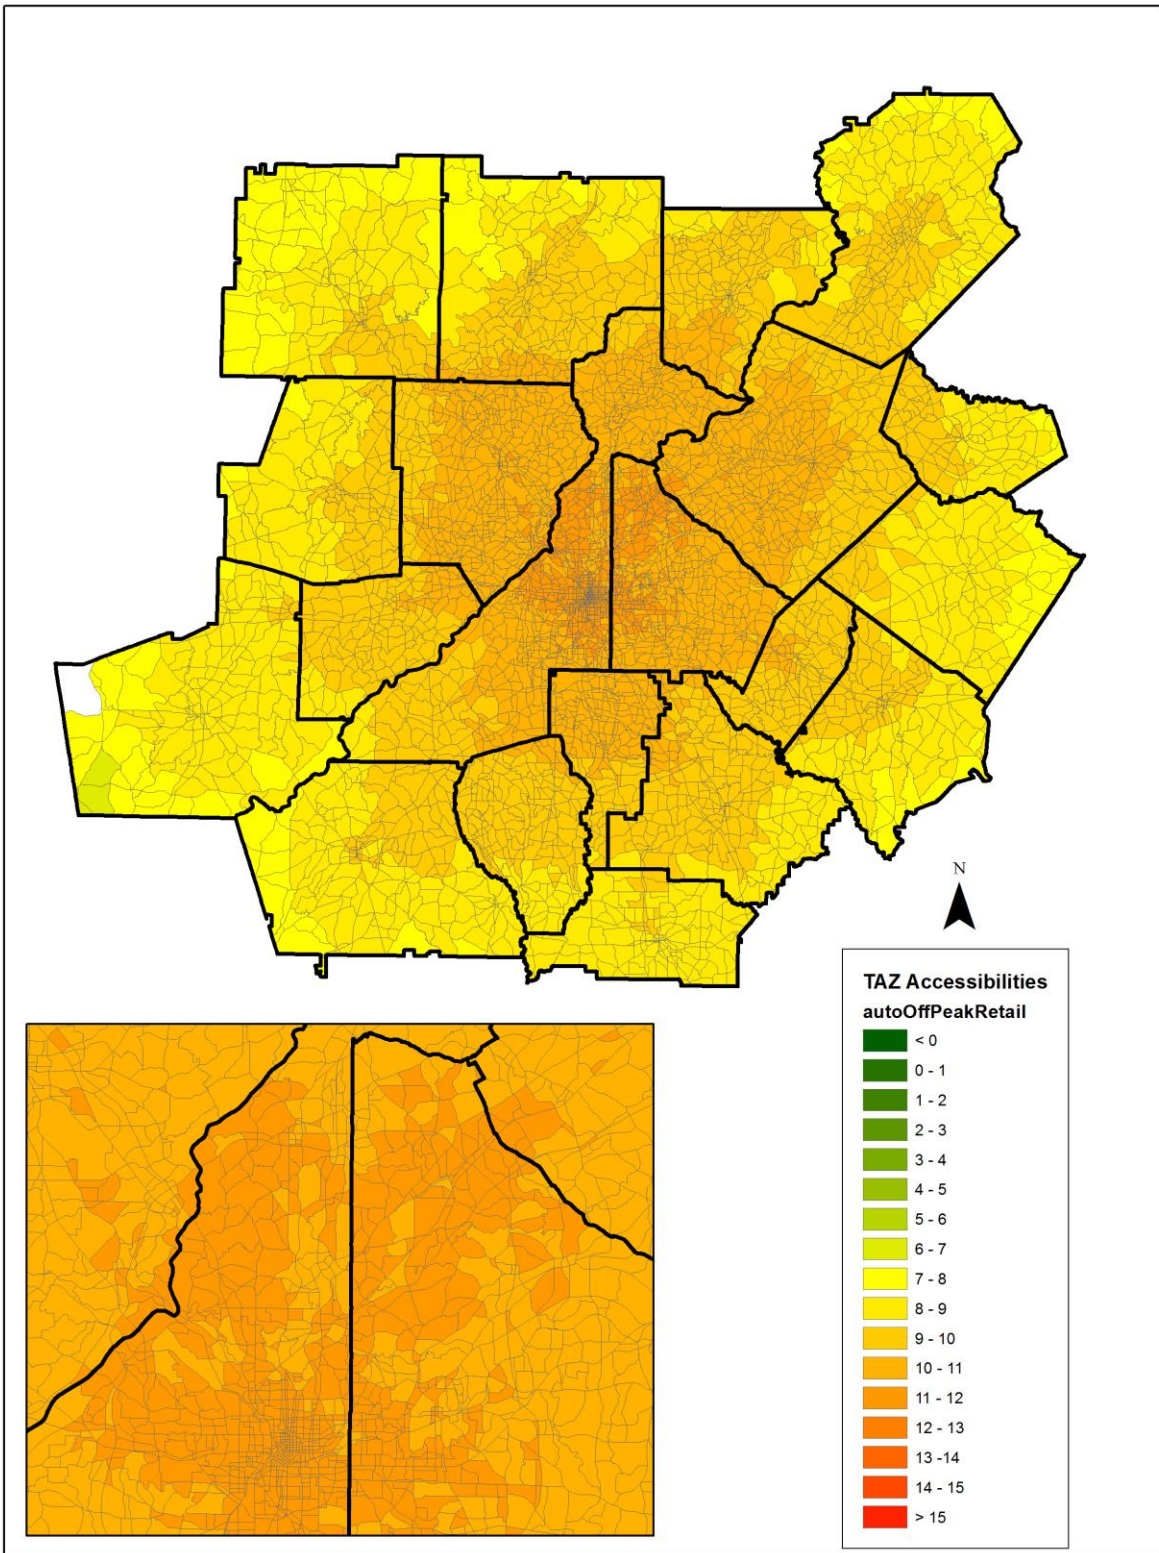 N
TAZ Accessibilities
autoOffPeakRetail
< 0
0 - 1
1 - 2
2 - 3
3 - 4
4 - 5
5 - 6
6 - 7
7 - 8
8 - 9
9 - 10
10 - 11
11 - 12
12 - 13
13 -14
14 - 15
> 15